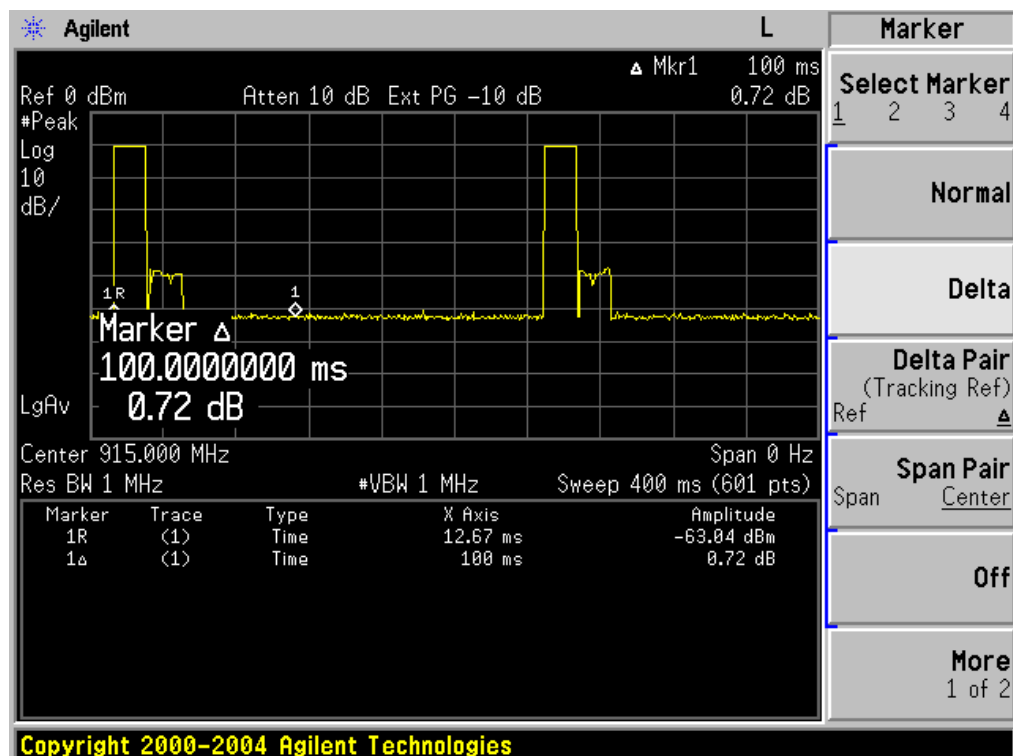 Agilent L Marker
Δ Mkr1 100 ms
Ref 0 dBm Atten 10 dB Ext PG −10 dB 0.72 dB
#Peak
Log
10
dB/
1R 1
Marker Δ
100.0000000 ms
0.72 dB
LgAv
Center 915.000 MHz Span 0 Hz
Res BW 1 MHz #VBW 1 MHz Sweep 400 ms (601 pts)
Marker Trace Type X Axis Amplitude
1R (1) Time 12.67 ms −63.04 dBm
1Δ (1) Time 100 ms 0.72 dB
Select Marker
1 2 3 4
Normal
Delta
Delta Pair
(Tracking Ref)
Ref Δ
Span Pair
Span Center
Off
More
1 of 2
Copyright 2000−2004 Agilent Technologies